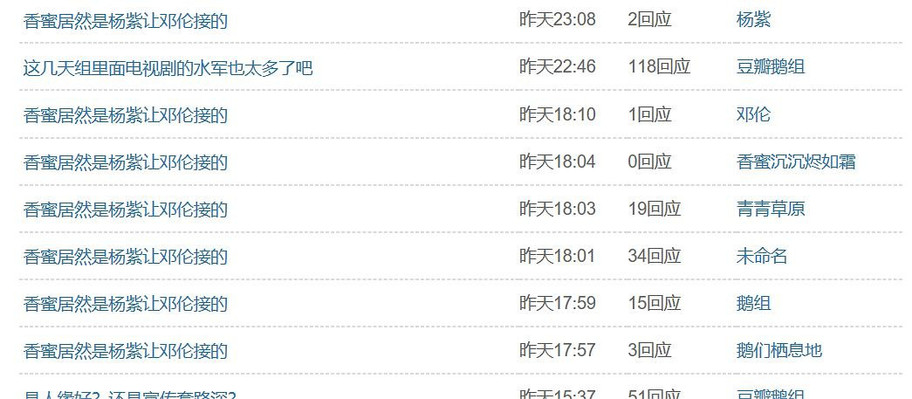 香蜜居然是杨紫让邓伦接的 昨天23:08 2回应 杨紫
这几天组里面电视剧的水军也太多了吧 昨天22:46 118回应 豆瓣鹅组
香蜜居然是杨紫让邓伦接的 昨天18:10 1回应 邓伦
香蜜居然是杨紫让邓伦接的 昨天18:04 0回应 香蜜沉沉烬如霜
香蜜居然是杨紫让邓伦接的 昨天18:03 19回应 青青草原
香蜜居然是杨紫让邓伦接的 昨天18:01 34回应 未命名
香蜜居然是杨紫让邓伦接的 昨天17:59 15回应 鹅组
香蜜居然是杨紫让邓伦接的 昨天17:57 3回应 鹅们栖息地
是人缘好？还是宣传套路深？ 昨天15:37 51回应 豆瓣鹅组